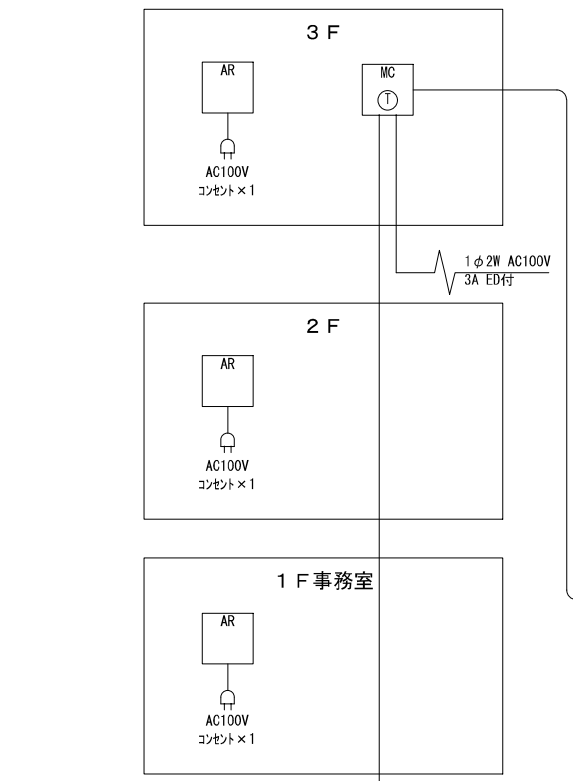 3F
AR
MC
T
AC100V
コンセント×1
1φ2W AC100V
3A ED付
2F
AR
AC100V
コンセント×1
1F事務室
AR
AC100V
コンセント×1